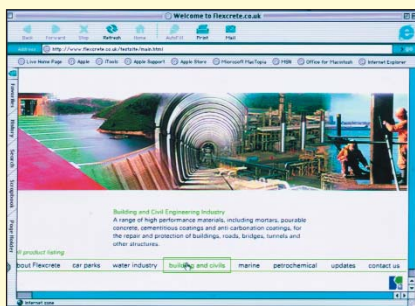 Welcome to Flexcrete.co.uk
Back Forward Stop Refresh Home AutoFill Print Mail
Address: http://www.flexcrete.co.uk/testsite/main.html
Live Home Page Apple iTools Apple Support Apple Store Microsoft MacTopia MSN Office for Macintosh Internet Explorer
Favorites
History
Search
Scrapbook
Page Holder
Building and Civil Engineering Industry
A range of high performance materials, including mortars, pourable
concrete, cementitious coatings and anti carbonation coatings, for
the repair and protection of buildings, roads, bridges, tunnels and
other structures.
product listing
bout Flexcrete car parks water industry building and civils marine petrochemical updates contact us
Internet zone